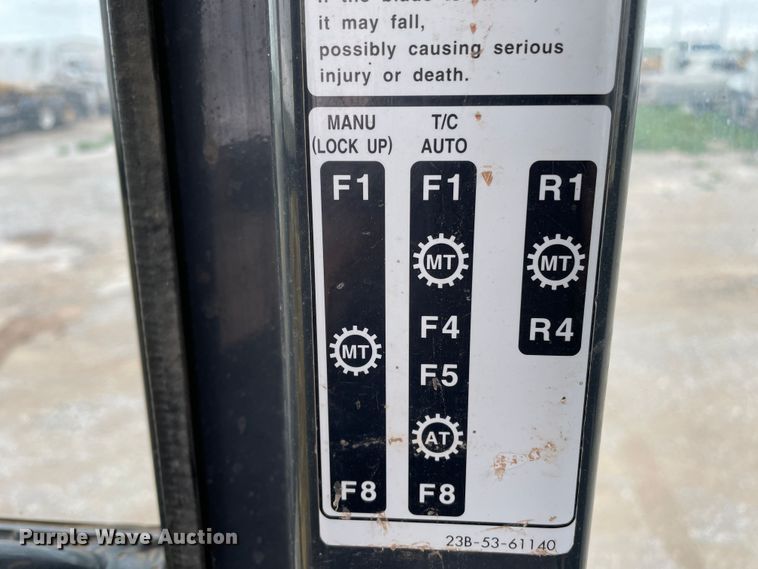 it may fall,
possibly causing serious
injury or death.
MANU
(LOCK UP)
T/C
AUTO
F1
MT
F8
F1
MT
F4
F5
AT
F8
R1
MT
R4
23B-53-61140
Purple Wave Auction